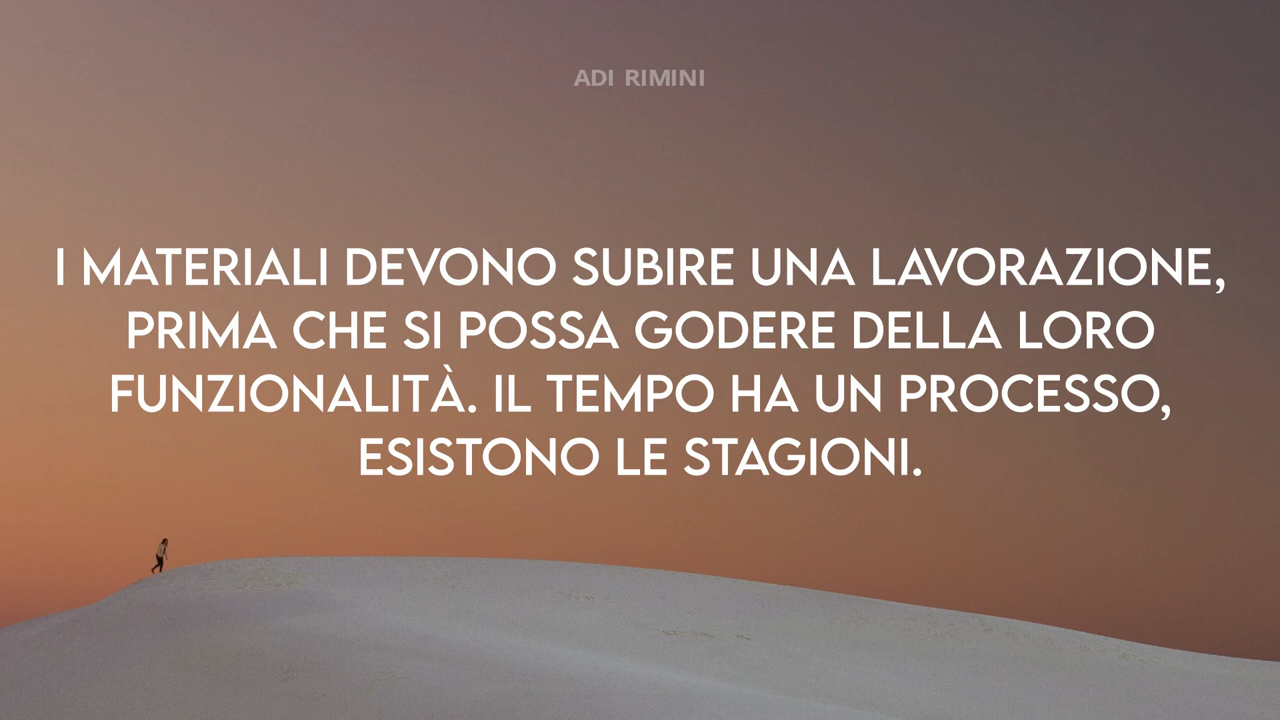 ADI RIMINI
I MATERIALI DEVONO SUBIRE UNA LAVORAZIONE,
PRIMA CHE SI POSSA GODERE DELLA LORO
FUNZIONALITÀ. IL TEMPO HA UN PROCESSO,
ESISTONO LE STAGIONI.